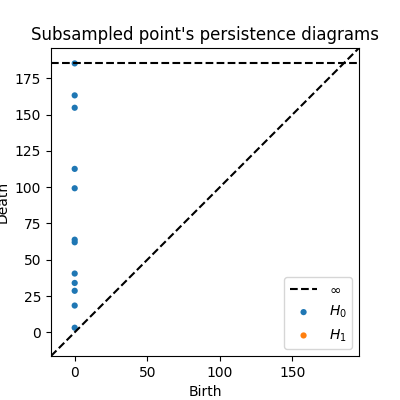 Subsampled point's persistence diagrams
Death
175
150
125
100
75
50
25
0
∞
H₀
H₁
0 50 100 150
Birth